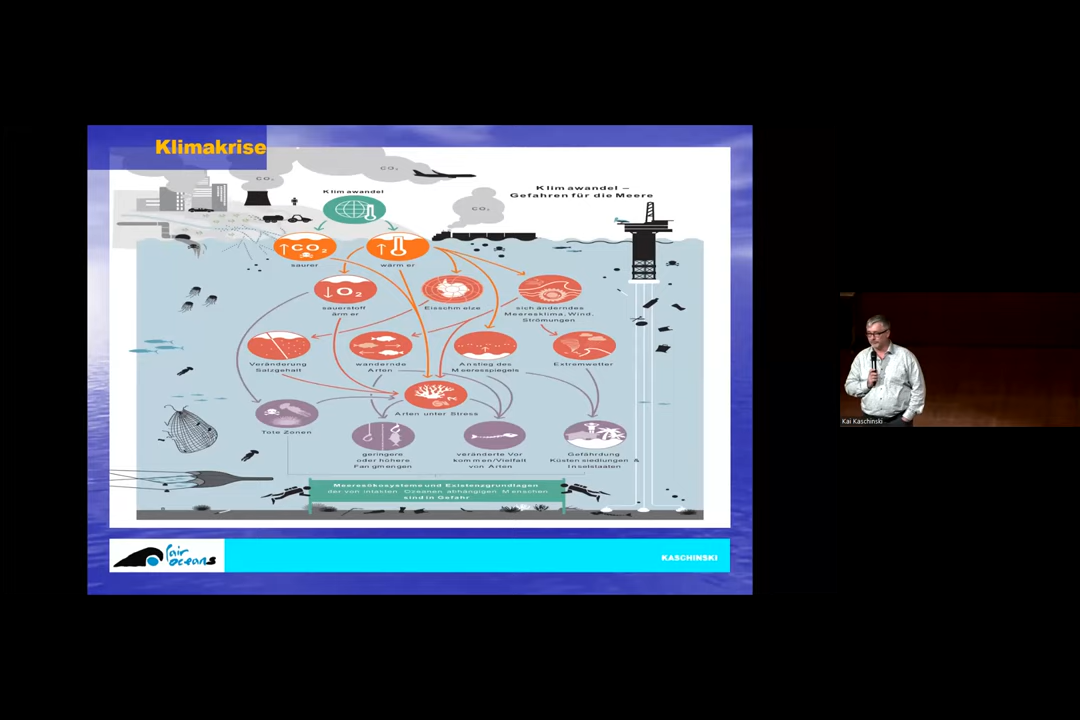 Klimakrise
CO₂
CO₂
Klimawandel
Klimawandel –
Gefahren für die Meere
CO₂
CO₂
saurer
wärmer
O₂
sauerstoff
ärmer
Eisschmelze
sich änderndes
Meeresklima, Wind,
Strömungen
Veränderung
Salzgehalt
wandernde
Arten
Anstieg des
Meeresspiegels
Extremwetter
Arten unter Stress
Tote Zonen
geringere
oder höhere
Fangmengen
veränderte Vor
kommen/Vielfalt
von Arten
Gefährdung
Küstensiedlungen &
Inselstaaten
Meeresökosysteme und Existenzgrundlagen
der von intakten Ozeanen abhängigen Menschen
sind in Gefahr
fair
oceans
KASCHINSKI
Kai Kaschinski